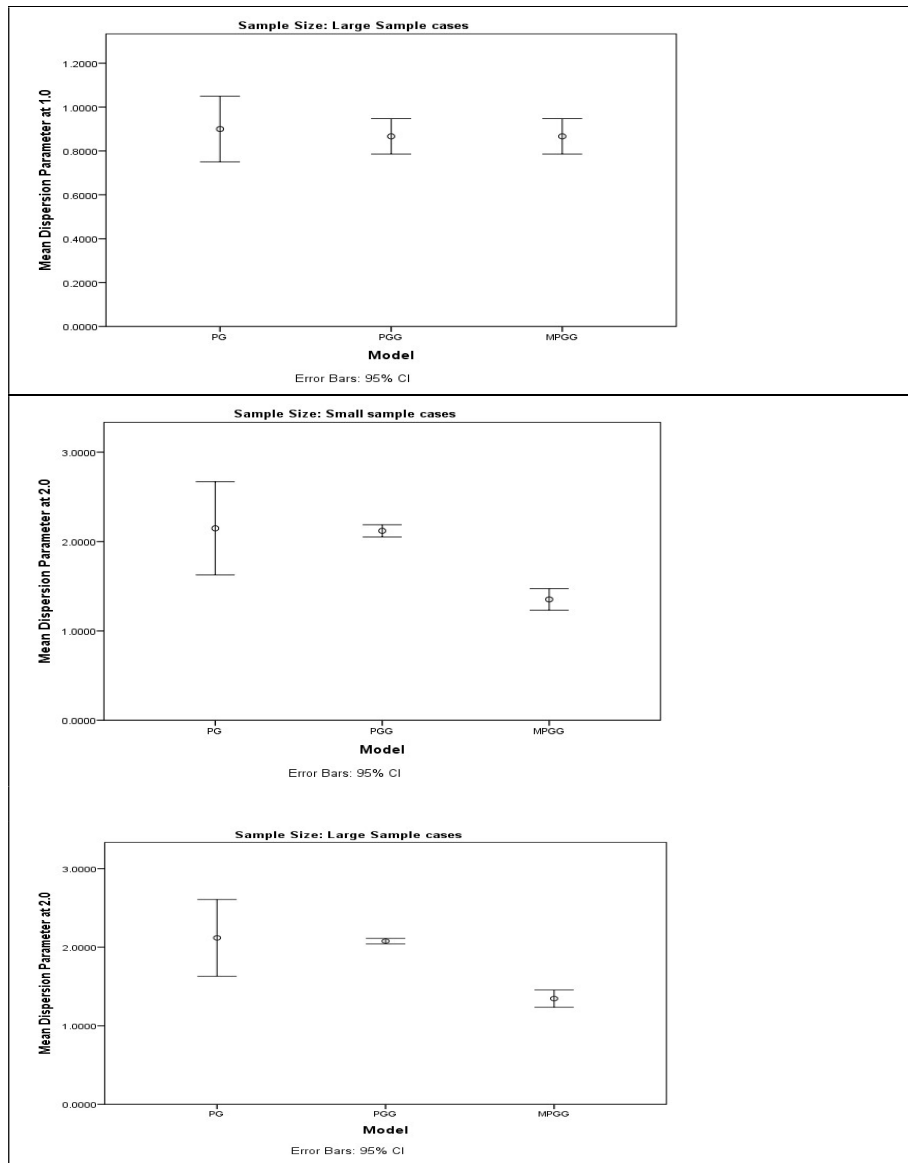 Sample Size: Large Sample cases
Mean Dispersion Parameter at 1.0
1.2000
1.0000
0.8000
0.6000
0.4000
0.2000
0.0000
PG PGG MPGG
Model
Error Bars: 95% CI
Sample Size: Small sample cases
Mean Dispersion Parameter at 2.0
3.0000
2.0000
1.0000
0.0000
PG PGG MPGG
Model
Error Bars: 95% CI
Sample Size: Large Sample cases
Mean Dispersion Parameter at 2.0
3.0000
2.0000
1.0000
0.0000
PG PGG MPGG
Model
Error Bars: 95% CI